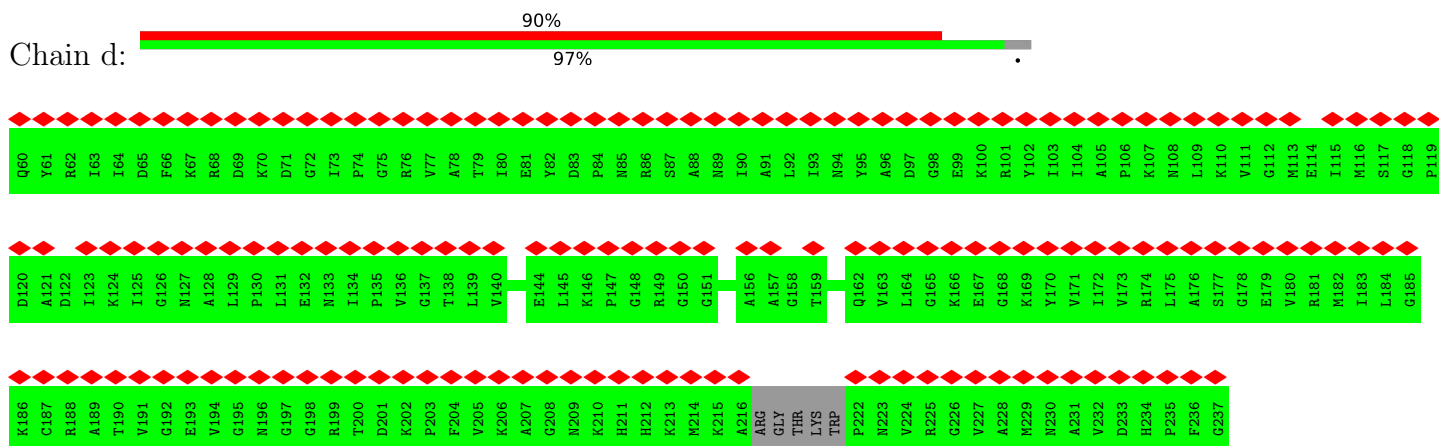 90%
Chain d:
97%
.
Q60 Y61 R62 I63 I64 D65 F66 K67 R68 D69 K70 D71 G72 I73 P74 G75 R76 V77 A78 T79 I80 E81 Y82 D83 P84 N85 R86 S87 A88 N89 I90 A91 L92 I93 N94 Y95 A96 D97 G98 E99 K100 R101 Y102 I103 I104 A105 P106 K107 N108 L109 K110 V111 G112 M113 E114 I115 M116 S117 G118 P119
D120 A121 D122 I123 K124 I125 G126 N127 A128 L129 P130 L131 E132 N133 I134 P135 V136 G137 T138 L139 V140 E144 L145 K146 P147 G148 R149 G150 G151 A156 A157 G158 T159 Q162 V163 L164 G165 K166 E167 G168 K169 Y170 V171 I172 V173 R174 L175 A176 S177 G178 E179 V180 R181 M182 I183 L184 G185
K186 C187 R188 A189 T190 V191 G192 E193 V194 G195 N196 G197 G198 R199 T200 D201 K202 P203 F204 V205 K206 A207 G208 N209 K210 H211 H212 K213 M214 K215 A216 ARG GLY THR LYS TRP P222 N223 V224 R225 G226 V227 A228 M229 N230 A231 V232 D233 H234 P235 F236 G237